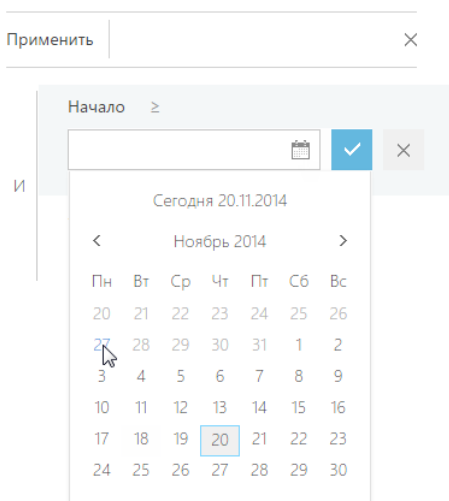 Применить
Начало ≥
И
Сегодня 20.11.2014
Ноябрь 2014
Пн Вт Ср Чт Пт Сб Вс
20 21 22 23 24 25 26
27 28 29 30 31 1 2
3 4 5 6 7 8 9
10 11 12 13 14 15 16
17 18 19 20 21 22 23
24 25 26 27 28 29 30